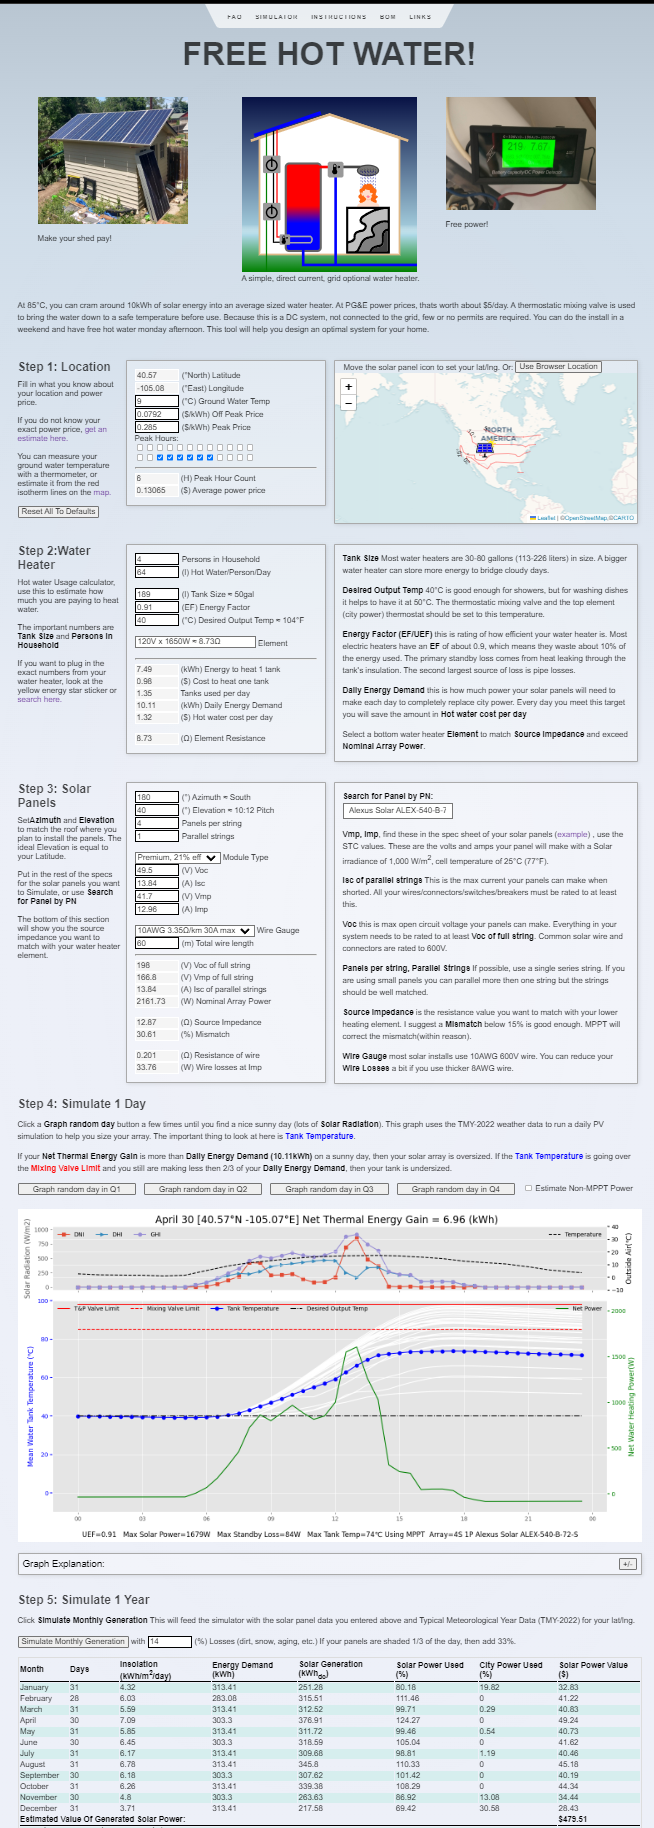 FAQ SIMULATOR INSTRUCTIONS BOM LINKS
FREE HOT WATER!
219 7.67
Make your shed pay!
Free power!
A simple, direct current, grid optional water heater.
At 85°C, you can cram around 10kWh of solar energy into an average sized water heater. At PG&E power prices, thats worth about $5/day. A thermostatic mixing valve is used
to bring the water down to a safe temperature before use. Because this is a DC system, not connected to the grid, few or no permits are required. You can do the install in a
weekend and have free hot water monday afternoon. This tool will help you design an optimal system for your home.
Step 1: Location
Fill in what you know about
your location and power
price.
If you do not know your
exact power price, get an
estimate here.
You can measure your
ground water temperature
with a thermometer, or
estimate it from the red
isotherm lines on the map.
Reset All To Defaults
40.57 (°North) Latitude
-105.08 (°East) Longitude
9 (°C) Ground Water Temp
0.0792 ($/kWh) Off Peak Price
0.285 ($/kWh) Peak Price
Peak Hours:
6 (H) Peak Hour Count
0.13065 ($) Average power price
Move the solar panel icon to set your lat/lng. Or: Use Browser Location
+
−
NORTH
AMERICA
Leaflet | ©OpenStreetMap,©CARTO
Step 2:Water
Heater
Hot water Usage calculator,
use this to estimate how
much you are paying to heat
water.
The important numbers are
Tank Size and Persons in
Household
If you want to plug in the
exact numbers from your
water heater, look at the
yellow energy star sticker or
search here.
4 Persons in Household
64 (l) Hot Water/Person/Day
189 (l) Tank Size ≈ 50gal
0.91 (EF) Energy Factor
40 (°C) Desired Output Temp ≈ 104°F
120V x 1650W ≈ 8.73Ω Element
7.49 (kWh) Energy to heat 1 tank
0.98 ($) Cost to heat one tank
1.35 Tanks used per day
10.11 (kWh) Daily Energy Demand
1.32 ($) Hot water cost per day
8.73 (Ω) Element Resistance
Tank Size Most water heaters are 30-80 gallons (113-226 liters) in size. A bigger
water heater can store more energy to bridge cloudy days.
Desired Output Temp 40°C is good enough for showers, but for washing dishes
it helps to have it at 50°C. The thermostatic mixing valve and the top element
(city power) thermostat should be set to this temperature.
Energy Factor (EF/UEF) this is rating of how efficient your water heater is. Most
electric heaters have an EF of about 0.9, which means they waste about 10% of
the energy used. The primary standby loss comes from heat leaking through the
tank's insulation. The second largest source of loss is pipe losses.
Daily Energy Demand this is how much power your solar panels will need to
make each day to completely replace city power. Every day you meet this target
you will save the amount in Hot water cost per day
Select a bottom water heater Element to match Source Impedance and exceed
Nominal Array Power.
Step 3: Solar
Panels
SetAzimuth and Elevation
to match the roof where you
plan to install the panels. The
ideal Elevation is equal to
your Latitude.
Put in the rest of the specs
for the solar panels you want
to Simulate, or use Search
for Panel by PN
The bottom of this section
will show you the source
impedance you want to
match with your water heater
element.
180 (°) Azimuth ≈ South
40 (°) Elevation ≈ 10:12 Pitch
4 Panels per string
1 Parallel strings
Premium, 21% eff Module Type
49.5 (V) Voc
13.84 (A) Isc
41.7 (V) Vmp
12.96 (A) Imp
10AWG 3.35Ω/km 30A max Wire Gauge
60 (m) Total wire length
198 (V) Voc of full string
166.8 (V) Vmp of full string
13.84 (A) Isc of parallel strings
2161.73 (W) Nominal Array Power
12.87 (Ω) Source Impedance
30.61 (%) Mismatch
0.201 (Ω) Resistance of wire
33.76 (W) Wire losses at Imp
Search for Panel by PN:
Alexus Solar ALEX-540-B-7
Vmp, Imp, find these in the spec sheet of your solar panels (example) , use the
STC values. These are the volts and amps your panel will make with a Solar
irradiance of 1,000 W/m2, cell temperature of 25°C (77°F).
Isc of parallel strings This is the max current your panels can make when
shorted. All your wires/connectors/switches/breakers must be rated to at least
this.
Voc this is max open circuit voltage your panels can make. Everything in your
system needs to be rated to at least Voc of full string. Common solar wire and
connectors are rated to 600V.
Panels per string, Parallel Strings If possible, use a single series string. If you
are using small panels you can parallel more then one string but the strings
should be well matched.
Source Impedance is the resistance value you want to match with your lower
heating element. I suggest a Mismatch below 15% is good enough. MPPT will
correct the mismatch(within reason).
Wire Gauge most solar installs use 10AWG 600V wire. You can reduce your
Wire Losses a bit if you use thicker 8AWG wire.
Step 4: Simulate 1 Day
Click a Graph random day button a few times until you find a nice sunny day (lots of Solar Radiation). This graph uses the TMY-2022 weather data to run a daily PV
simulation to help you size your array. The important thing to look at here is Tank Temperature.
If your Net Thermal Energy Gain is more than Daily Energy Demand (10.11kWh) on a sunny day, then your solar array is oversized. If the Tank Temperature is going over
the Mixing Valve Limit and you still are making less then 2/3 of your Daily Energy Demand, then your tank is undersized.
Graph random day in Q1 Graph random day in Q2 Graph random day in Q3 Graph random day in Q4 Estimate Non-MPPT Power
April 30 [40.57°N -105.07°E] Net Thermal Energy Gain = 6.96 (kWh)
DNI DHI GHI Temperature
Solar Radiation (W/m2)
1000
750
500
250
0
40
30
20
10
0
−10
Outside Air(°C)
T&P Valve Limit Mixing Valve Limit Tank Temperature Desired Output Temp Net Power
Mean Water Tank Temperature (°C)
100
80
60
40
20
0
2000
1500
1000
500
0
Net Water Heating Power(W)
00 03 06 09 12 15 18 21 00
UEF=0.91 Max Solar Power=1679W Max Standby Loss=84W Max Tank Temp=74°C Using MPPT Array=4S 1P Alexus Solar ALEX-540-B-72-S
Graph Explanation: +/-
Step 5: Simulate 1 Year
Click Simulate Monthly Generation This will feed the simulator with the solar panel data you entered above and Typical Meteorological Year Data (TMY-2022) for your lat/lng.
Simulate Monthly Generation with 14 (%) Losses (dirt, snow, aging, etc.) If your panels are shaded 1/3 of the day, then add 33%.
Month Days Insolation (kWh/m2/day) Energy Demand (kWh) Solar Generation (kWhdc) Solar Power Used (%) City Power Used (%) Solar Power Value ($)
January 31 4.32 313.41 251.28 80.18 19.82 32.83
February 28 6.03 283.08 315.51 111.46 0 41.22
March 31 5.59 313.41 312.52 99.71 0.29 40.83
April 30 7.09 303.3 376.91 124.27 0 49.24
May 31 5.85 313.41 311.72 99.46 0.54 40.73
June 30 6.45 303.3 318.59 105.04 0 41.62
July 31 6.17 313.41 309.68 98.81 1.19 40.46
August 31 6.78 313.41 345.8 110.33 0 45.18
September 30 6.18 303.3 307.62 101.42 0 40.19
October 31 6.26 313.41 339.38 108.29 0 44.34
November 30 4.8 303.3 263.63 86.92 13.08 34.44
December 31 3.71 313.41 217.58 69.42 30.58 28.43
Estimated Value Of Generated Solar Power: $479.51